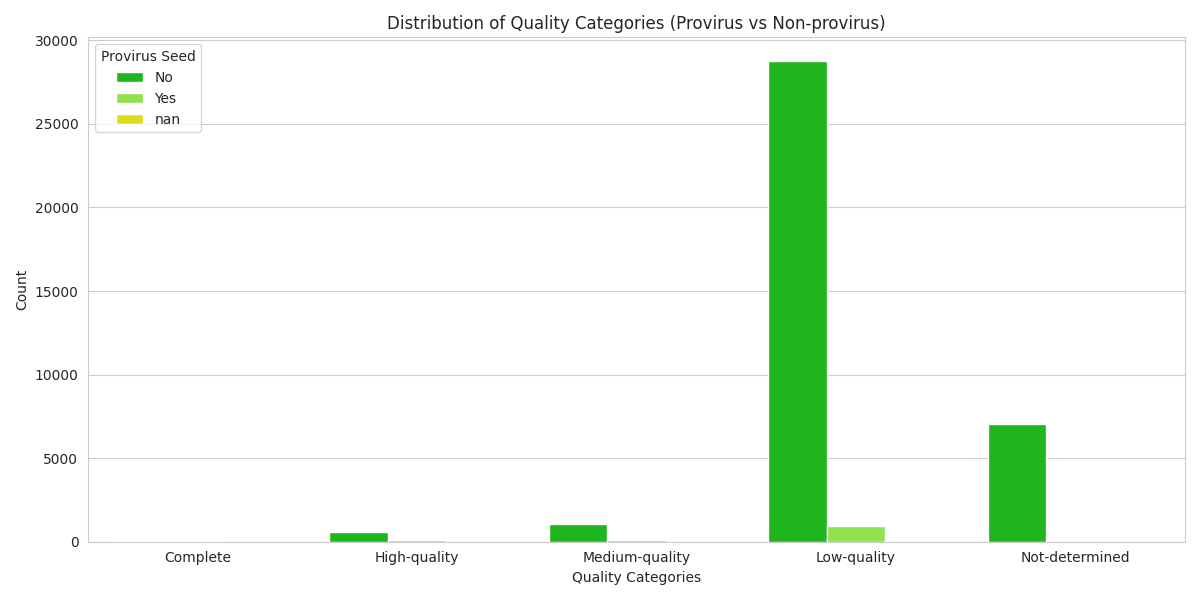 Distribution of Quality Categories (Provirus vs Non-provirus)
Provirus Seed
No
Yes
nan
30000
25000
20000
15000
10000
5000
0
Count
Complete
High-quality
Medium-quality
Low-quality
Not-determined
Quality Categories